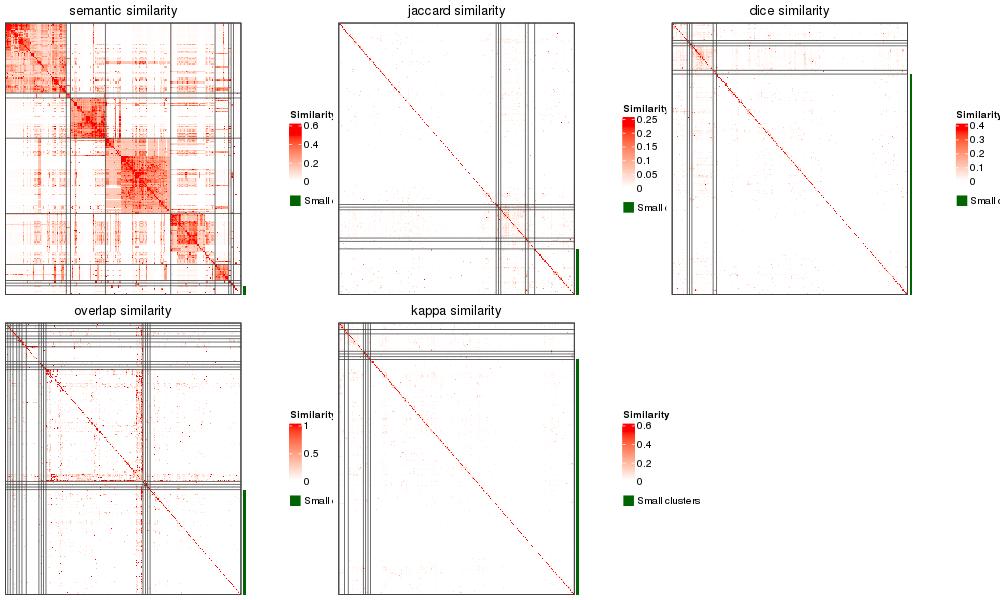 semantic similarity
Similarity
0.6
0.4
0.2
0
Small
jaccard similarity
Similarity
0.25
0.2
0.15
0.1
0.05
0
Small
dice similarity
Similarity
0.4
0.3
0.2
0.1
0
Small
overlap similarity
Similarity
1
0.5
0
Small
kappa similarity
Similarity
0.6
0.4
0.2
0
Small clusters